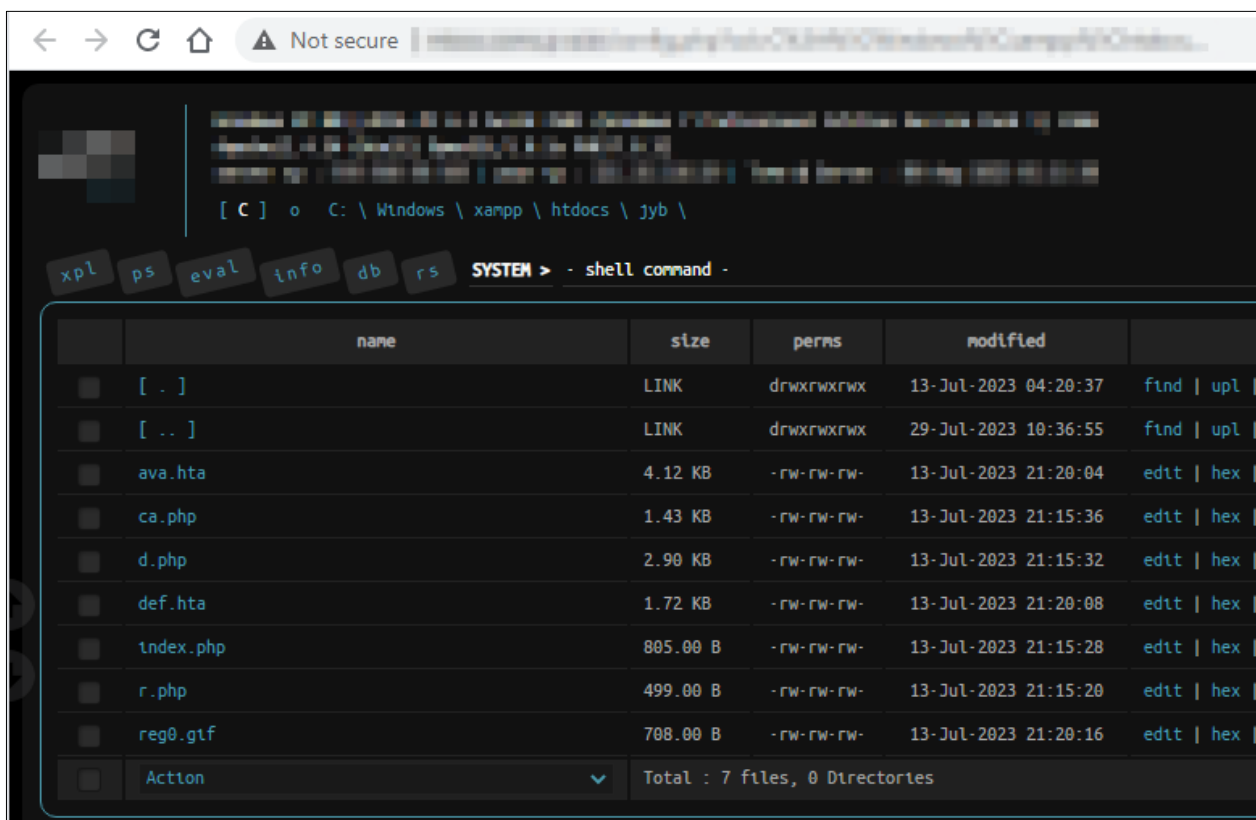 Not secure
[ C ] o C: \ Windows \ xampp \ htdocs \ jyb \
xpl ps eval info db rs SYSTEM > - shell command -
name size perms modified
[ . ] LINK drwxrwxrwx 13-Jul-2023 04:20:37 find | upl |
[ .. ] LINK drwxrwxrwx 29-Jul-2023 10:36:55 find | upl |
ava.hta 4.12 KB -rw-rw-rw- 13-Jul-2023 21:20:04 edit | hex |
ca.php 1.43 KB -rw-rw-rw- 13-Jul-2023 21:15:36 edit | hex |
d.php 2.90 KB -rw-rw-rw- 13-Jul-2023 21:15:32 edit | hex |
def.hta 1.72 KB -rw-rw-rw- 13-Jul-2023 21:20:08 edit | hex |
index.php 805.00 B -rw-rw-rw- 13-Jul-2023 21:15:28 edit | hex |
r.php 499.00 B -rw-rw-rw- 13-Jul-2023 21:15:20 edit | hex |
reg0.gif 708.00 B -rw-rw-rw- 13-Jul-2023 21:20:16 edit | hex |
Action Total : 7 files, 0 Directories